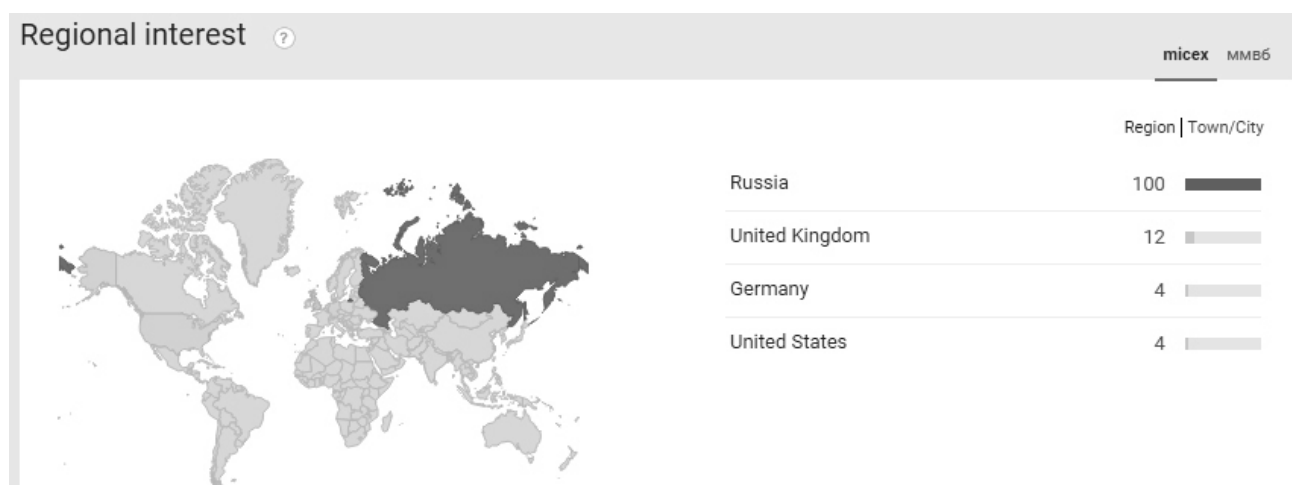 Regional interest ?
micex ммвб
Region Town/City
Russia 100
United Kingdom 12
Germany 4
United States 4